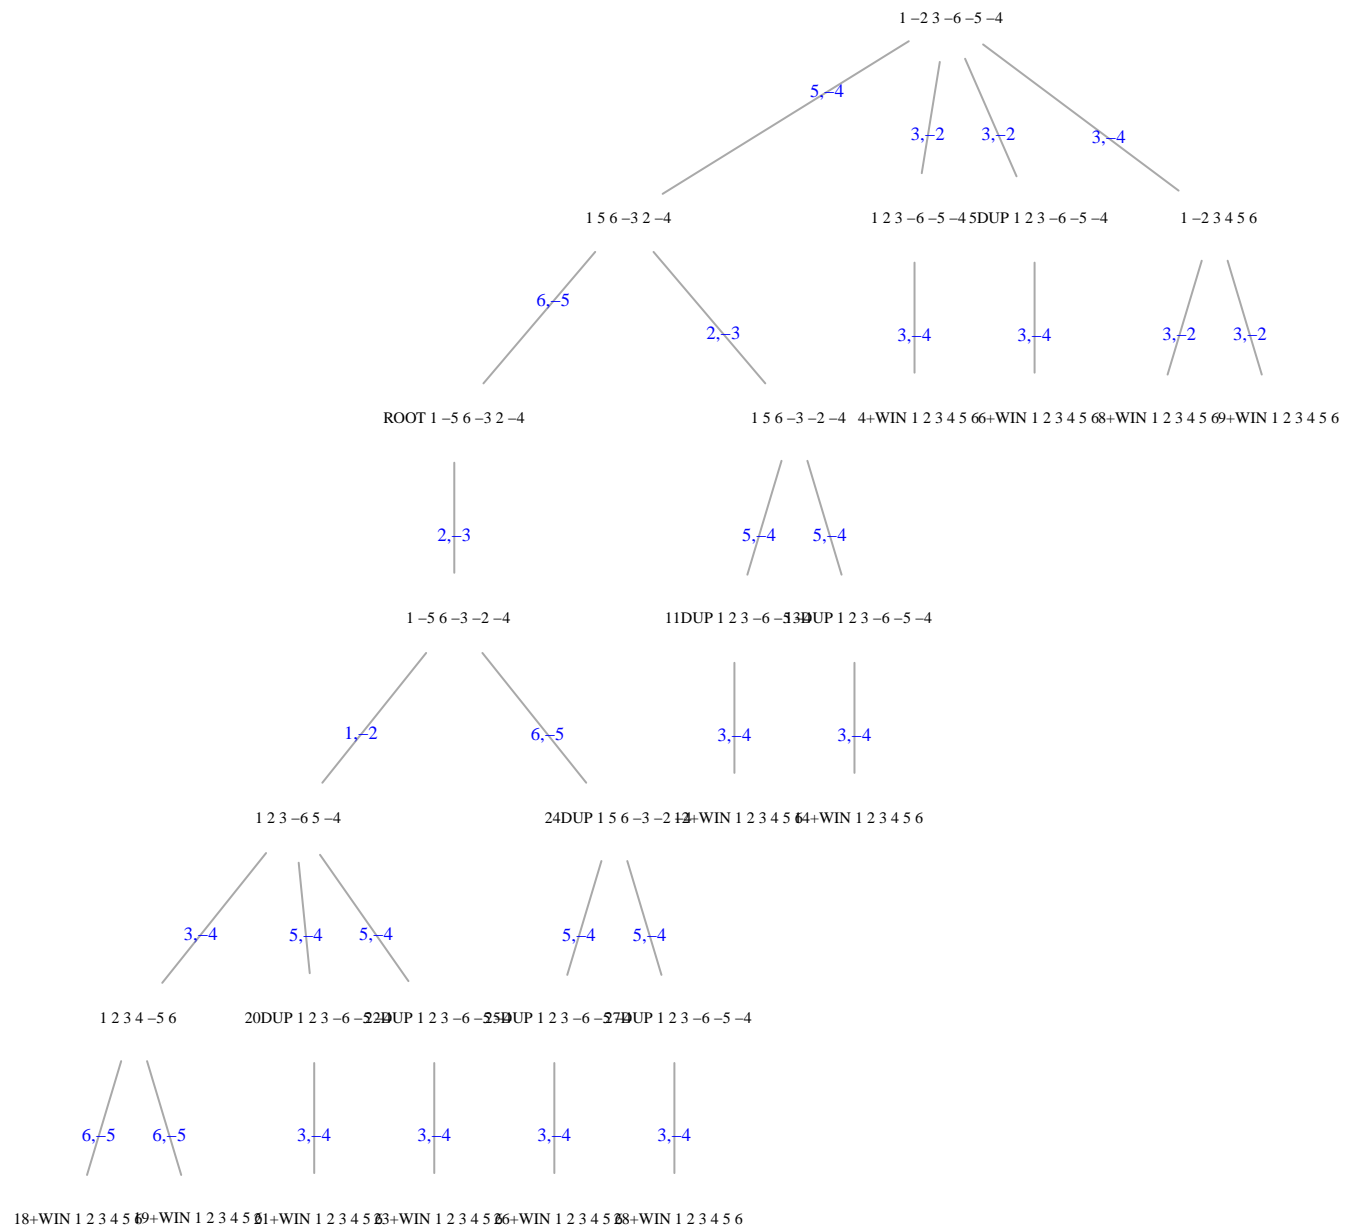 1 –2 3 –6 –5 –4
5,–4
3,–2 3,–2 3,–4
1 5 6 –3 2 –4 1 2 3 –6 –5 –4 5DUP 1 2 3 –6 –5 –4 1 –2 3 4 5 6
6,–5
2,–3 3,–4 3,–4 3,–2 3,–2
ROOT 1 –5 6 –3 2 –4 1 5 6 –3 –2 –4 4+WIN 1 2 3 4 5 6 6+WIN 1 2 3 4 5 6 8+WIN 1 2 3 4 5 6 9+WIN 1 2 3 4 5 6
2,–3 5,–4 5,–4
1 –5 6 –3 –2 –4 11DUP 1 2 3 –6 –5 –4 13DUP 1 2 3 –6 –5 –4
1,–2 6,–5 3,–4 3,–4
1 2 3 –6 5 –4 24DUP 1 5 6 –3 –2 –4 12+WIN 1 2 3 4 5 6 14+WIN 1 2 3 4 5 6
3,–4 5,–4 5,–4 5,–4 5,–4
1 2 3 4 –5 6 20DUP 1 2 3 –6 –5 –4 22DUP 1 2 3 –6 –5 –4 25DUP 1 2 3 –6 –5 –4 27DUP 1 2 3 –6 –5 –4
6,–5 6,–5 3,–4 3,–4 3,–4 3,–4
18+WIN 1 2 3 4 5 6 19+WIN 1 2 3 4 5 6 21+WIN 1 2 3 4 5 6 23+WIN 1 2 3 4 5 6 26+WIN 1 2 3 4 5 6 28+WIN 1 2 3 4 5 6